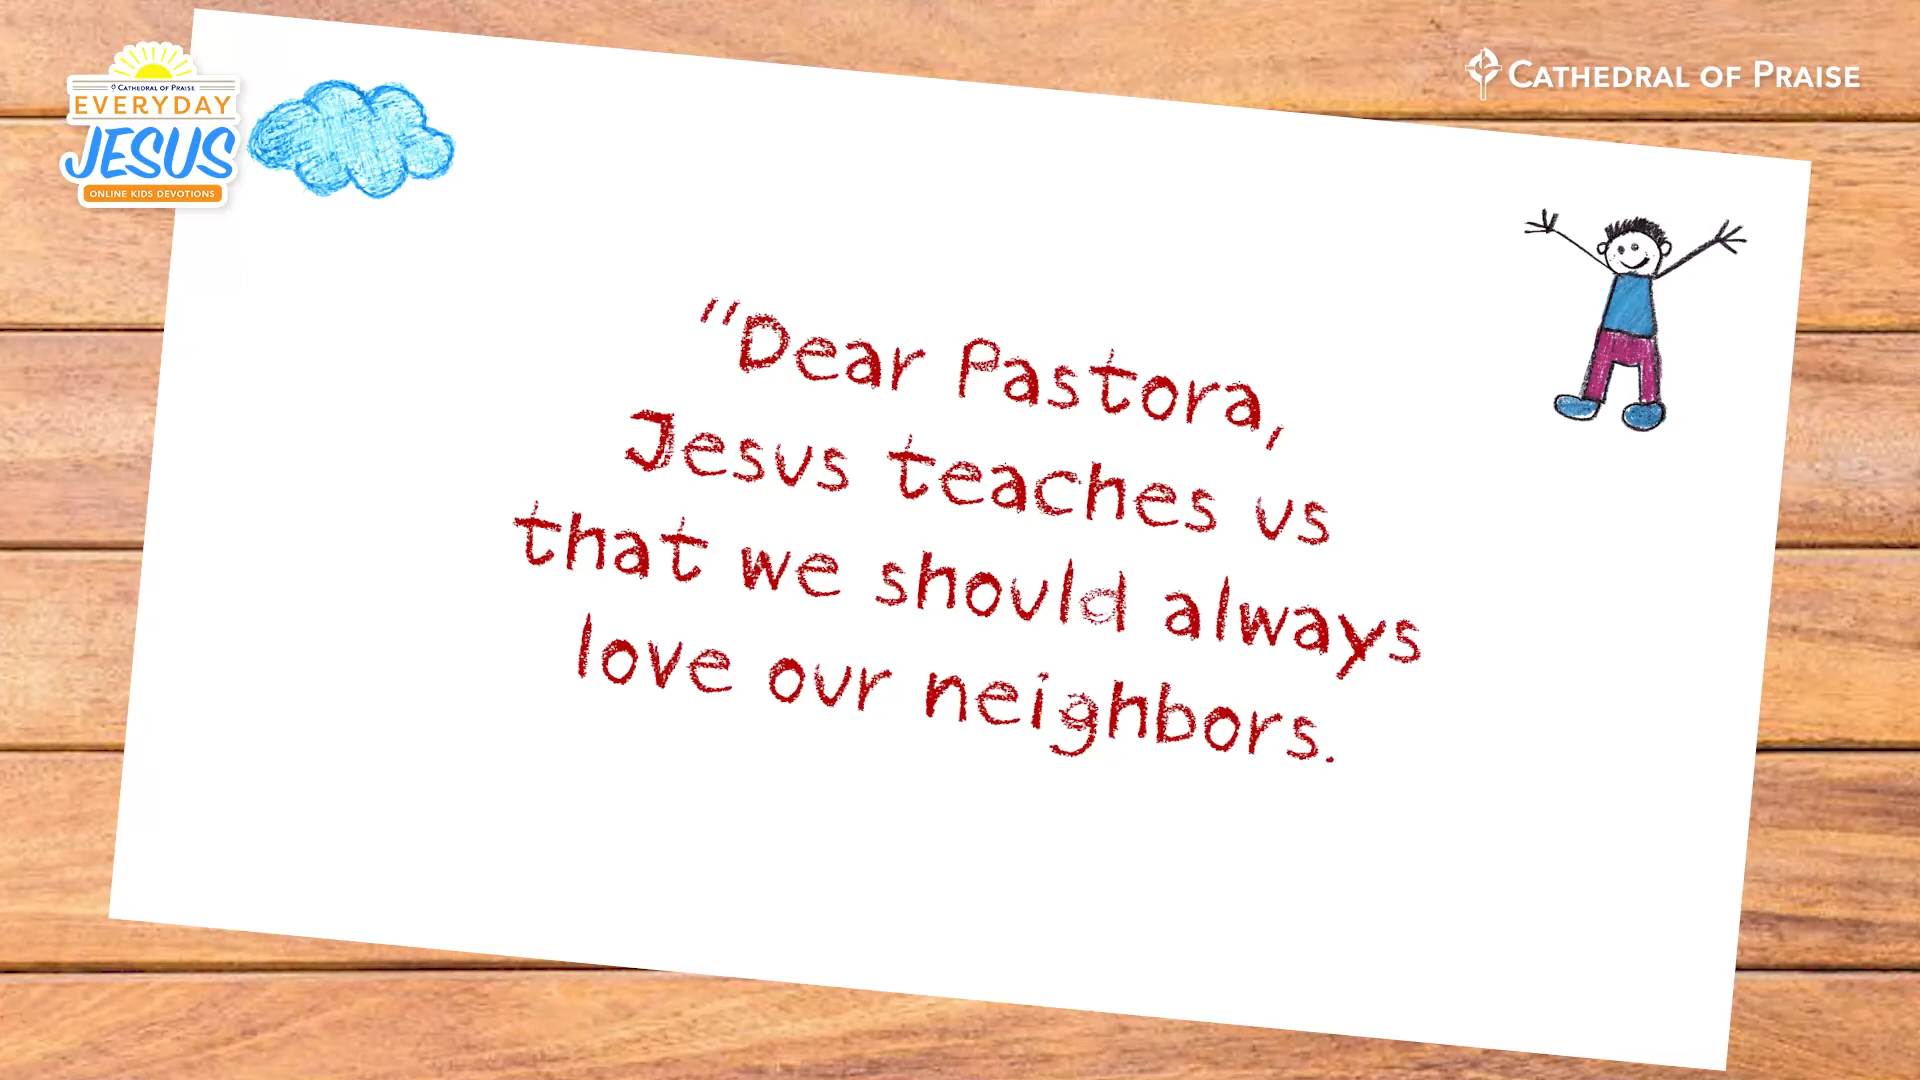 CATHEDRAL OF PRAISE
EVERYDAY
JESUS
ONLINE KIDS DEVOTIONS
CATHEDRAL OF PRAISE
"Dear Pastora,
Jesus teaches us
that we should always
love our neighbors.